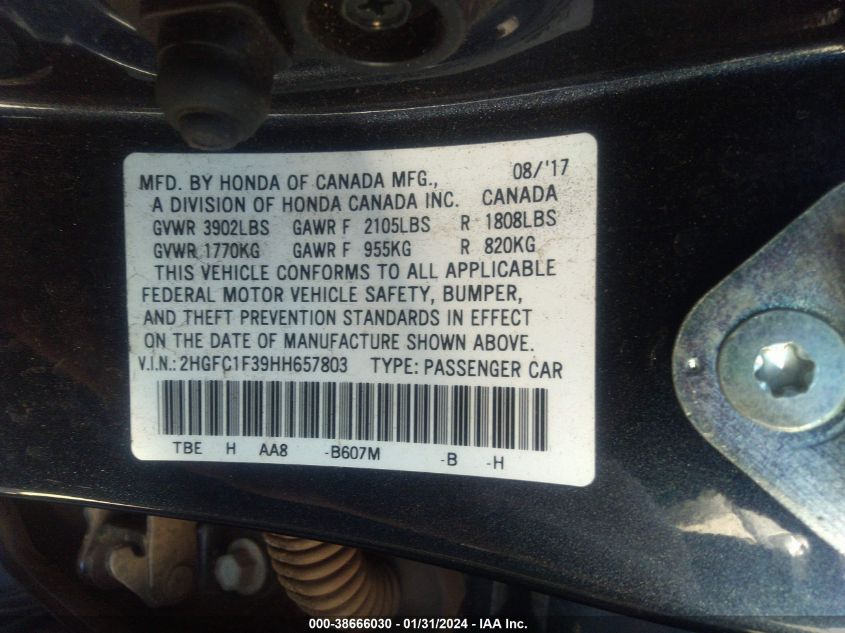 08/'17
MFD. BY HONDA OF CANADA MFG.,
A DIVISION OF HONDA CANADA INC. CANADA
GVWR 3902LBS GAWR F 2105LBS R 1808LBS
GVWR 1770KG GAWR F 955KG R 820KG
THIS VEHICLE CONFORMS TO ALL APPLICABLE
FEDERAL MOTOR VEHICLE SAFETY, BUMPER,
AND THEFT PREVENTION STANDARDS IN EFFECT
ON THE DATE OF MANUFACTURE SHOWN ABOVE.
V.I.N.: 2HGFC1F39HH657803 TYPE: PASSENGER CAR
TBE H AA8 -B607M -B -H
000-38666030 - 01/31/2024 - IAA Inc.